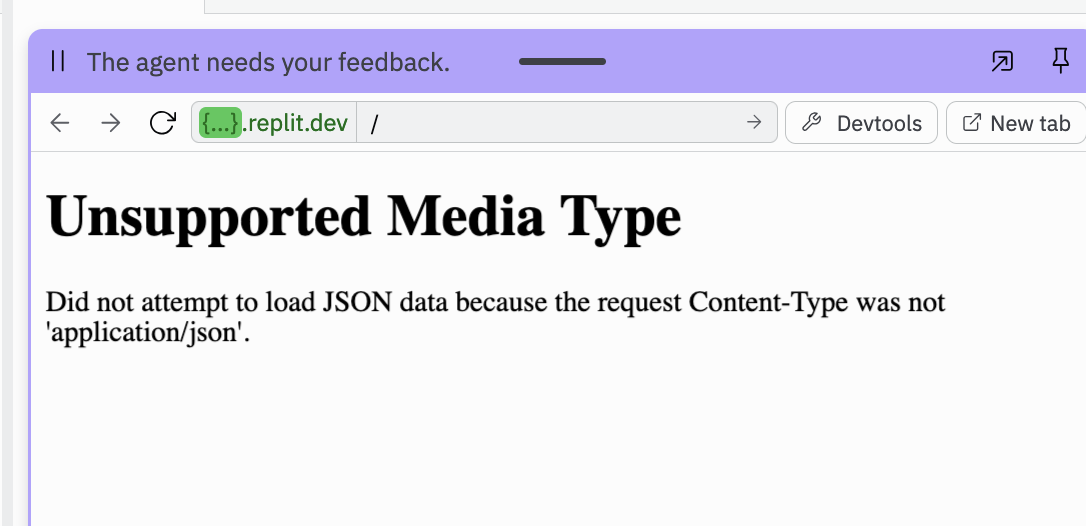 The agent needs your feedback.
{...}.replit.dev / Devtools New tab
Unsupported Media Type
Did not attempt to load JSON data because the request Content-Type was not
'application/json'.